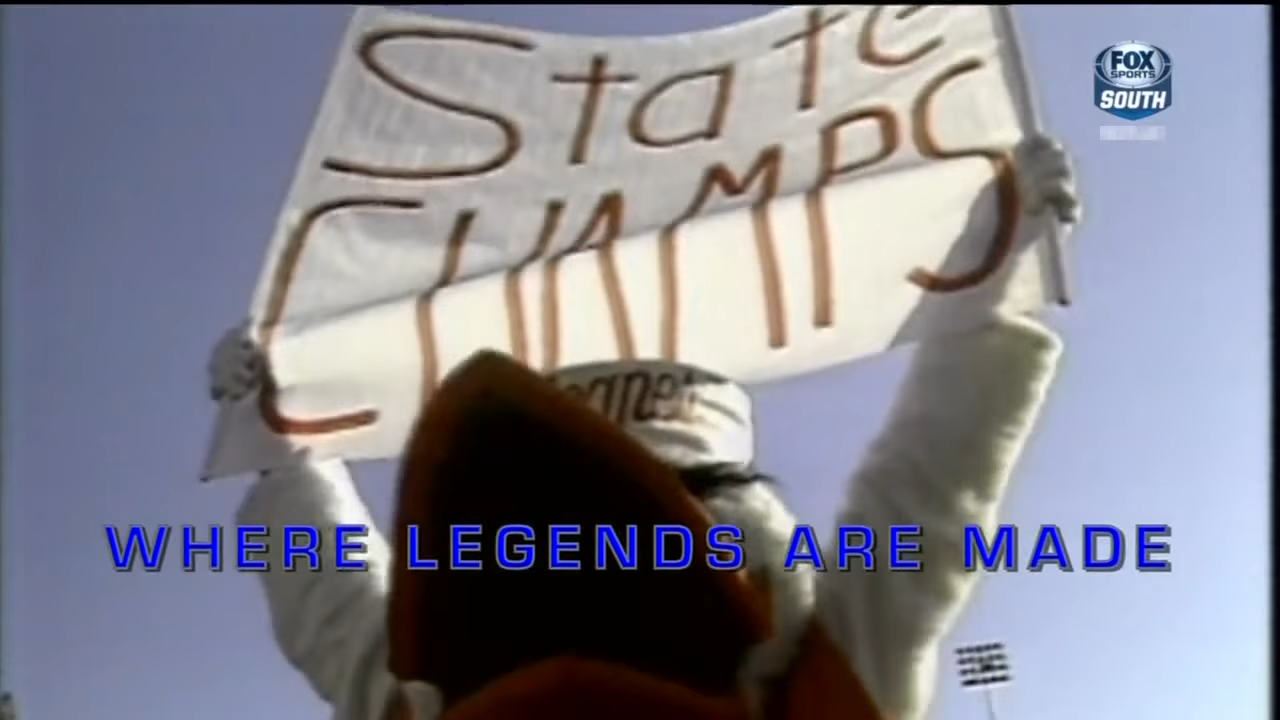 State
CHAMPS
FOX
SPORTS
SOUTH
WHERE LEGENDS ARE MADE